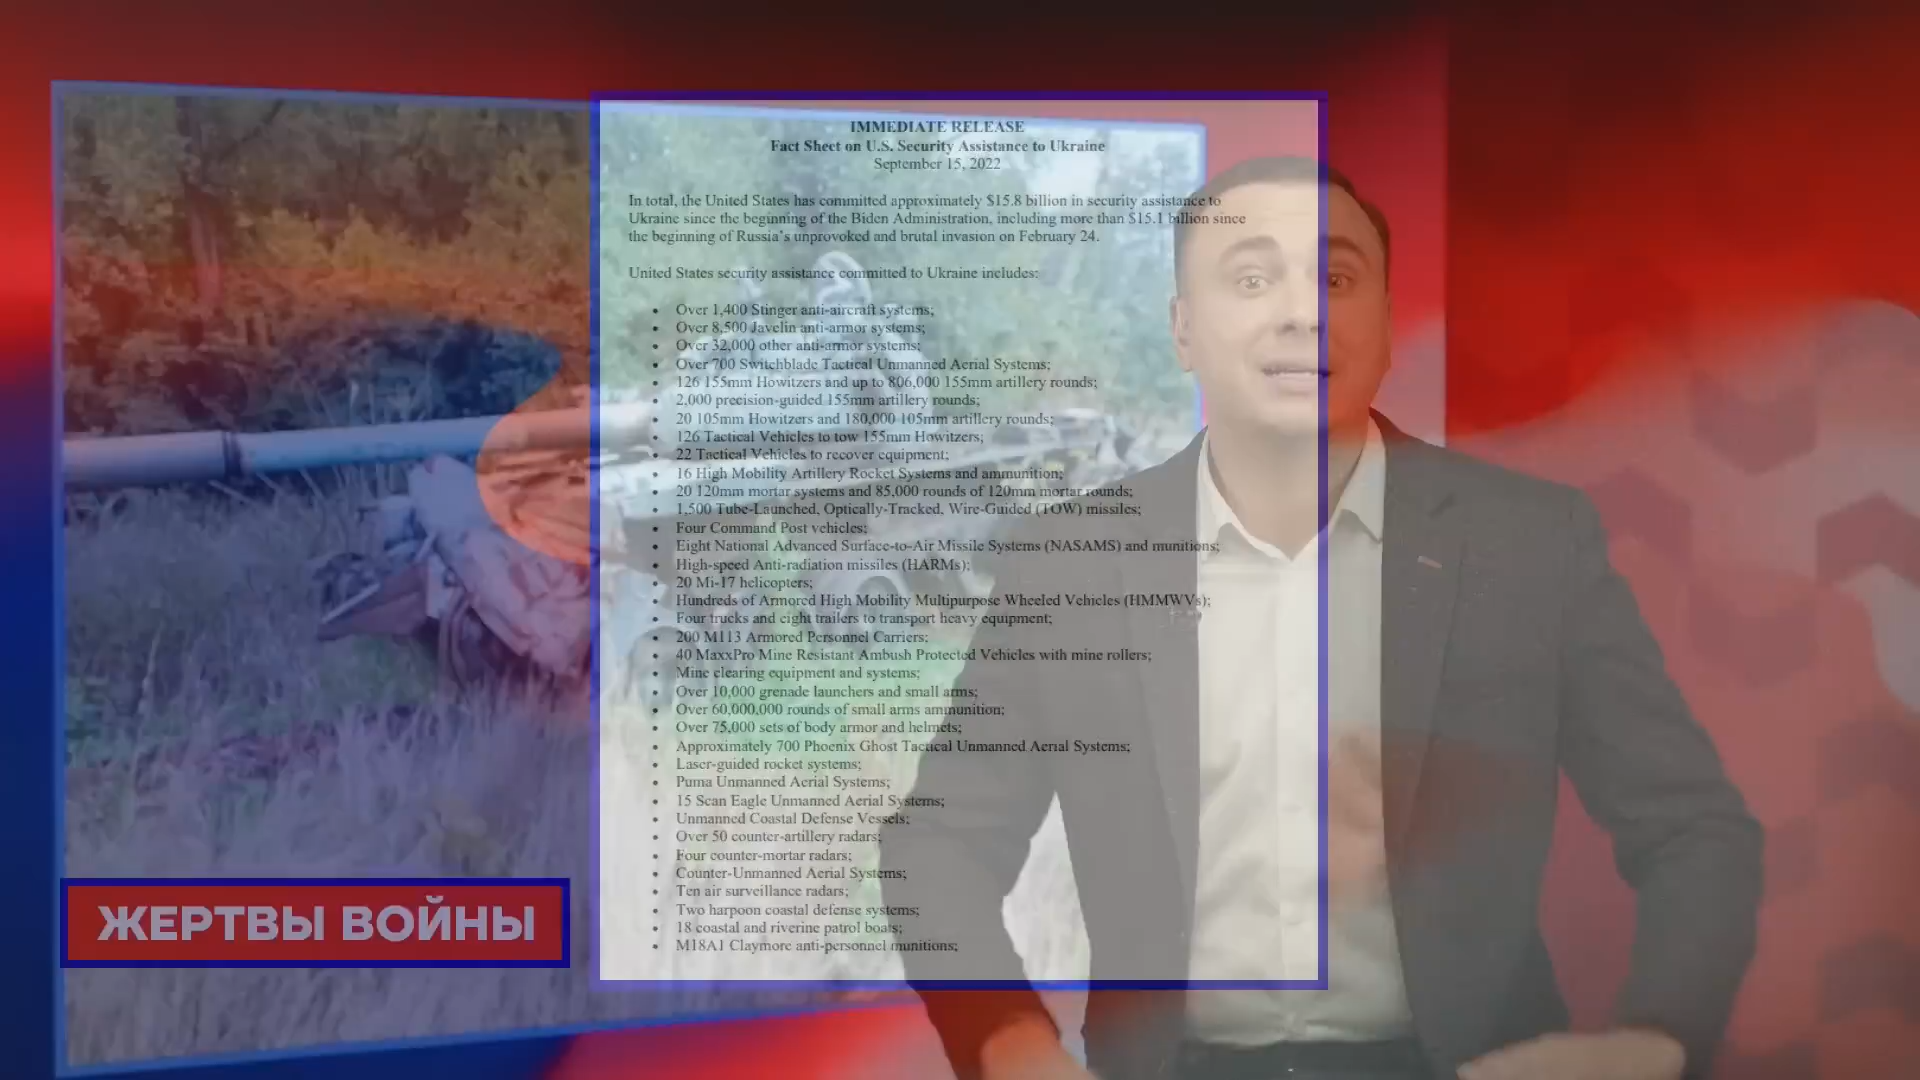 IMMEDIATE RELEASE
Fact Sheet on U.S. Security Assistance to Ukraine
September 15, 2022
In total, the United States has committed approximately $15.8 billion in security assistance to
Ukraine since the beginning of the Biden Administration, including more than $15.1 billion since
the beginning of Russia's unprovoked and brutal invasion on February 24.
United States security assistance committed to Ukraine includes:
• Over 1,400 Stinger anti-aircraft systems;
• Over 8,500 Javelin anti-armor systems;
• Over 32,000 other anti-armor systems;
• Over 700 Switchblade Tactical Unmanned Aerial Systems;
• 126 155mm Howitzers and up to 806,000 155mm artillery rounds;
• 2,000 precision-guided 155mm artillery rounds;
• 20 105mm Howitzers and 180,000 105mm artillery rounds;
• 126 Tactical Vehicles to tow 155mm Howitzers;
• 22 Tactical Vehicles to recover equipment;
• 16 High Mobility Artillery Rocket Systems and ammunition;
• 20 120mm mortar systems and 85,000 rounds of 120mm mortar rounds;
• 1,500 Tube-Launched, Optically-Tracked, Wire-Guided (TOW) missiles;
• Four Command Post vehicles;
• Eight National Advanced Surface-to-Air Missile Systems (NASAMS) and munitions;
• High-speed Anti-radiation missiles (HARMs);
• 20 Mi-17 helicopters;
• Hundreds of Armored High Mobility Multipurpose Wheeled Vehicles (HMMWVs);
• Four trucks and eight trailers to transport heavy equipment;
• 200 M113 Armored Personnel Carriers;
• 40 MaxxPro Mine Resistant Ambush Protected Vehicles with mine rollers;
• Mine clearing equipment and systems;
• Over 10,000 grenade launchers and small arms;
• Over 60,000,000 rounds of small arms ammunition;
• Over 75,000 sets of body armor and helmets;
• Approximately 700 Phoenix Ghost Tactical Unmanned Aerial Systems;
• Laser-guided rocket systems;
• Puma Unmanned Aerial Systems;
• 15 Scan Eagle Unmanned Aerial Systems;
• Unmanned Coastal Defense Vessels;
• Over 50 counter-artillery radars;
• Four counter-mortar radars;
• Counter-Unmanned Aerial Systems;
• Ten air surveillance radars;
• Two harpoon coastal defense systems;
• 18 coastal and riverine patrol boats;
• M18A1 Claymore anti-personnel munitions;
ЖЕРТВЫ ВОЙНЫ